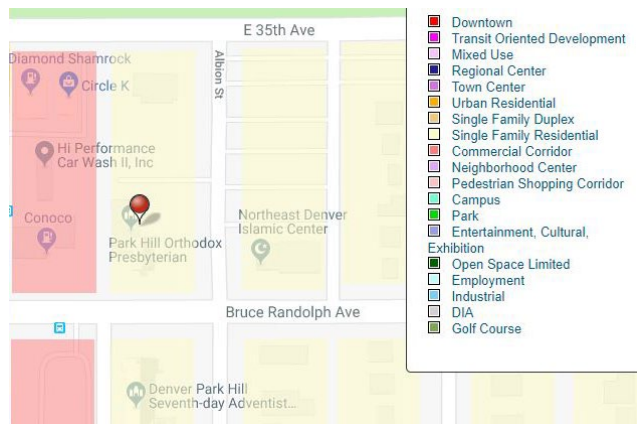 E 35th Ave
Albion St
Diamond Shamrock
Circle K
Hi Performance
Car Wash II, Inc
Conoco
Park Hill Orthodox
Presbyterian
Northeast Denver
Islamic Center
Bruce Randolph Ave
Denver Park Hill
Seventh-day Adventist...
Downtown
Transit Oriented Development
Mixed Use
Regional Center
Town Center
Urban Residential
Single Family Duplex
Single Family Residential
Commercial Corridor
Neighborhood Center
Pedestrian Shopping Corridor
Campus
Park
Entertainment, Cultural,
Exhibition
Open Space Limited
Employment
Industrial
DIA
Golf Course